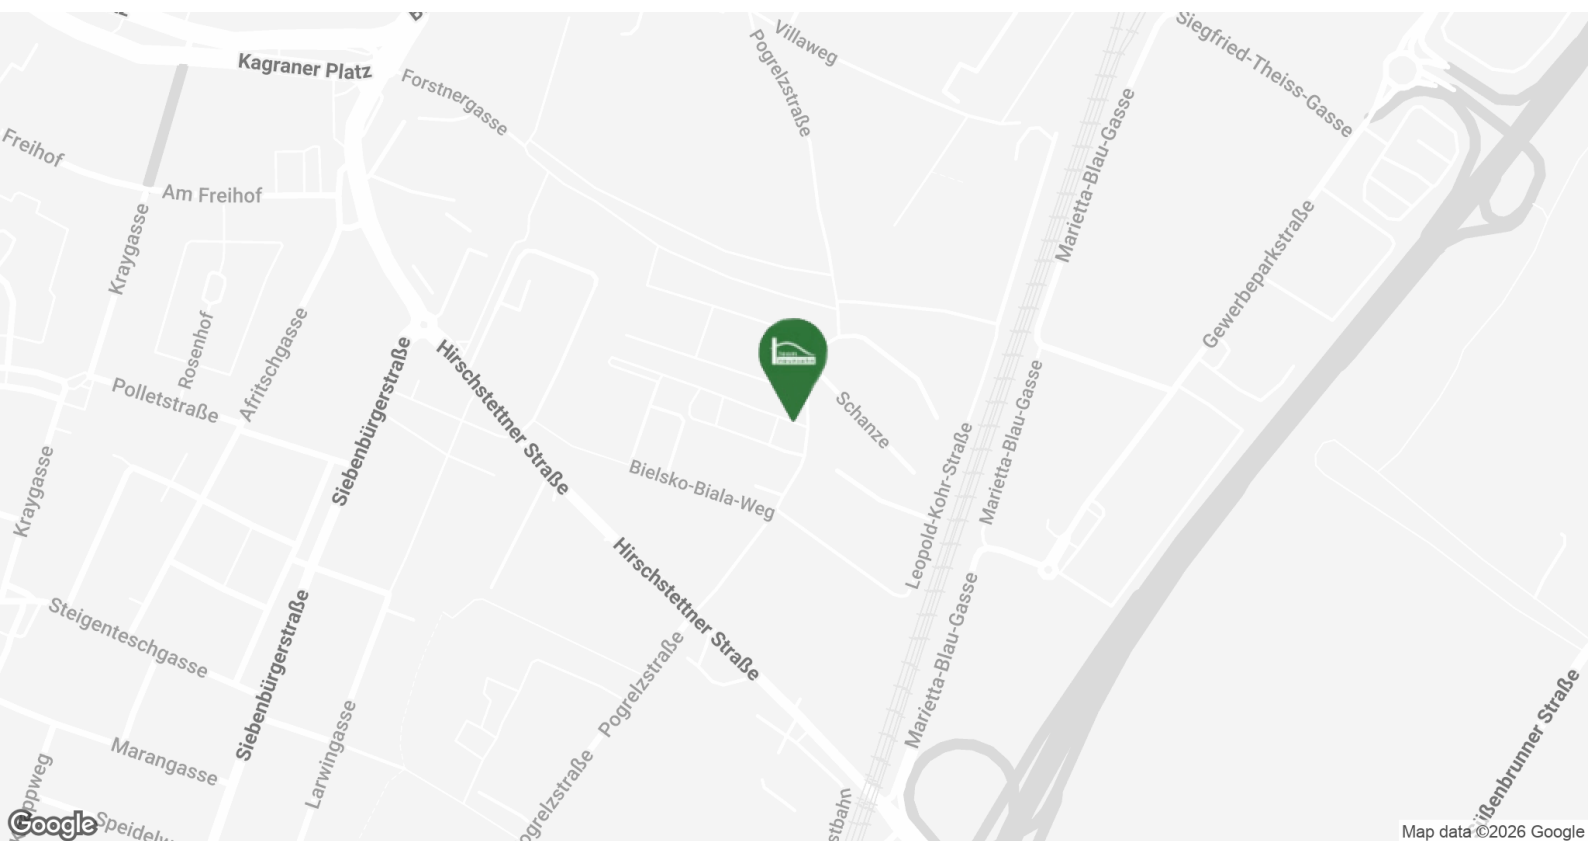 Kagraner Platz
Forstnergasse
Villaweg
Pogrelzstraße
Siegfried-Theiss-Gasse
Freihof
Am Freihof
Kraygasse
Marietta-Blau-Gasse
Gewerbeparkstraße
Rosenhof
Afritschgasse
Polletstraße
Siebenbürgerstraße
Hirschstettner Straße
Schanze
Marietta-Blau-Gasse
Leopold-Kohr-Straße
Kraygasse
Bielsko-Biala-Weg
Hirschstettner Straße
Steigenteschgasse
Siebenbürgerstraße
Pogrelzstraße
Marietta-Blau-Gasse
Larwingasse
Marangasse
Google
Map data ©2026 Google